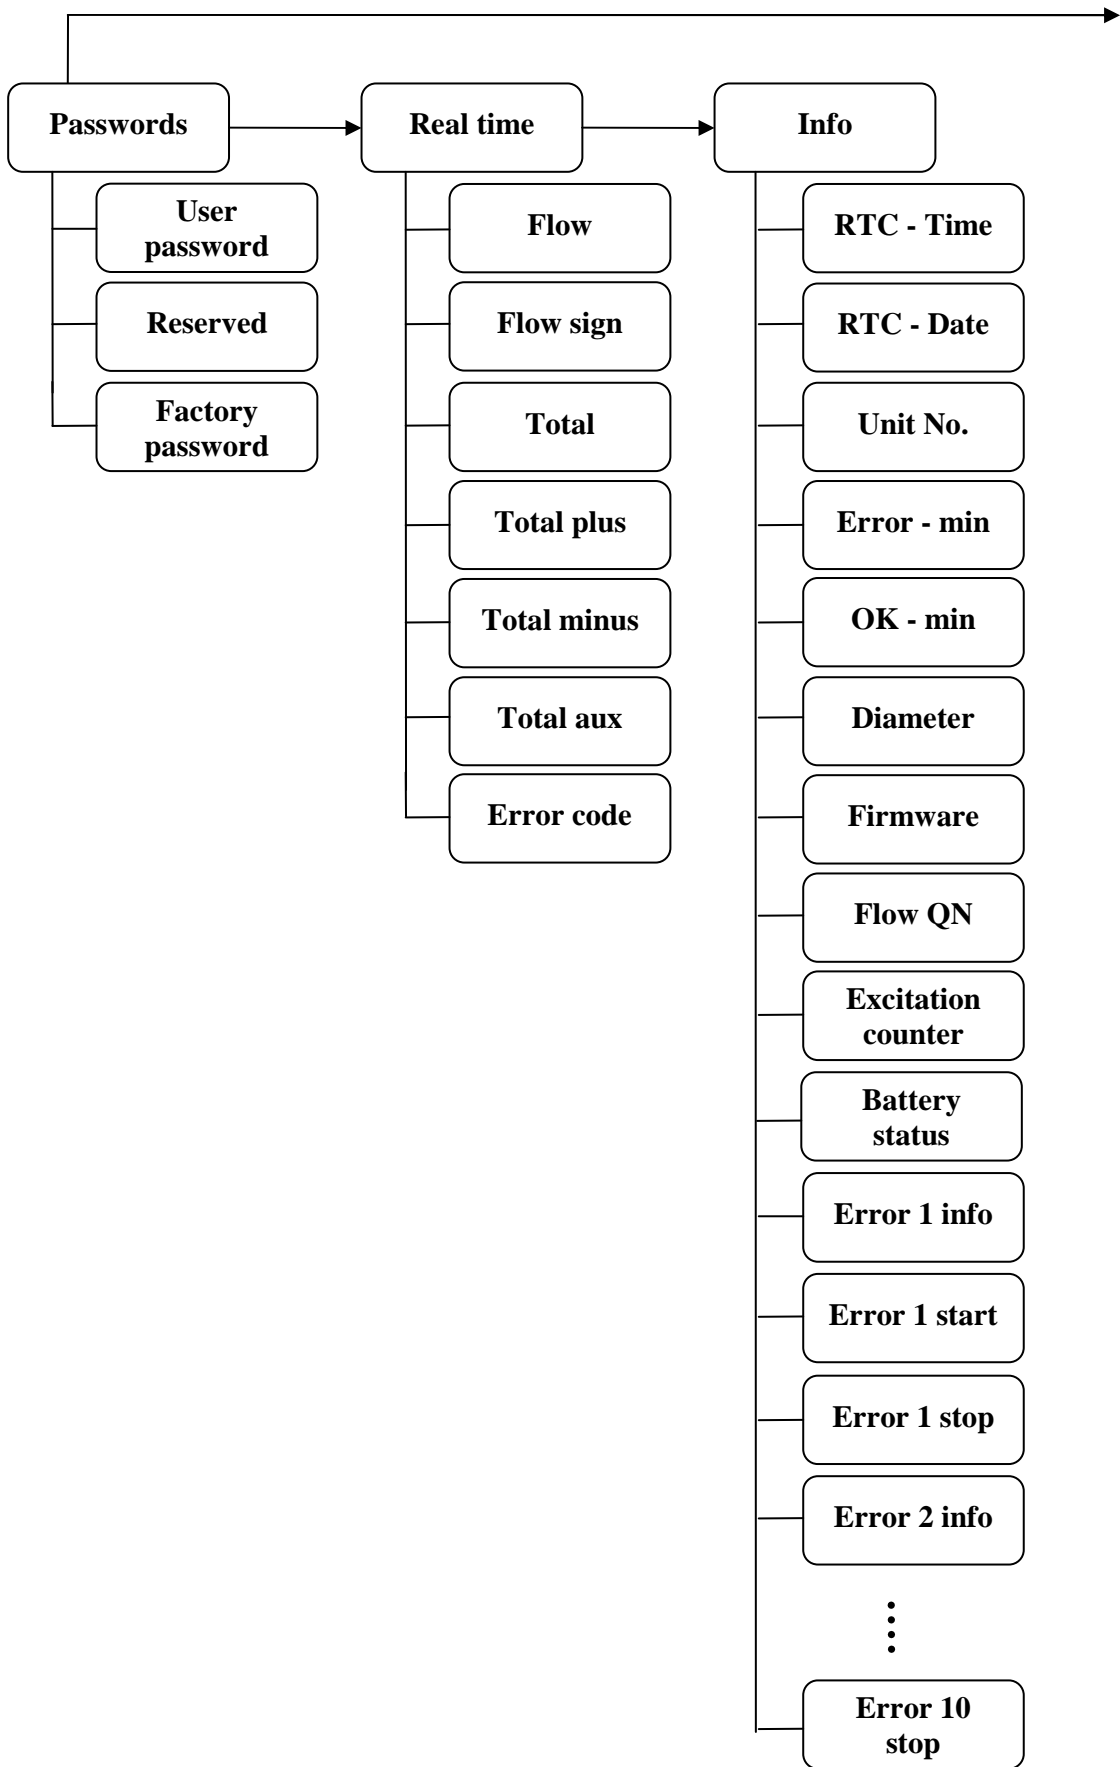 Passwords
Real time
Info
User
password
Reserved
Factory
password
Flow
Flow sign
Total
Total plus
Total minus
Total aux
Error code
RTC - Time
RTC - Date
Unit No.
Error - min
OK - min
Diameter
Firmware
Flow QN
Excitation
counter
Battery
status
Error 1 info
Error 1 start
Error 1 stop
Error 2 info
Error 10
stop